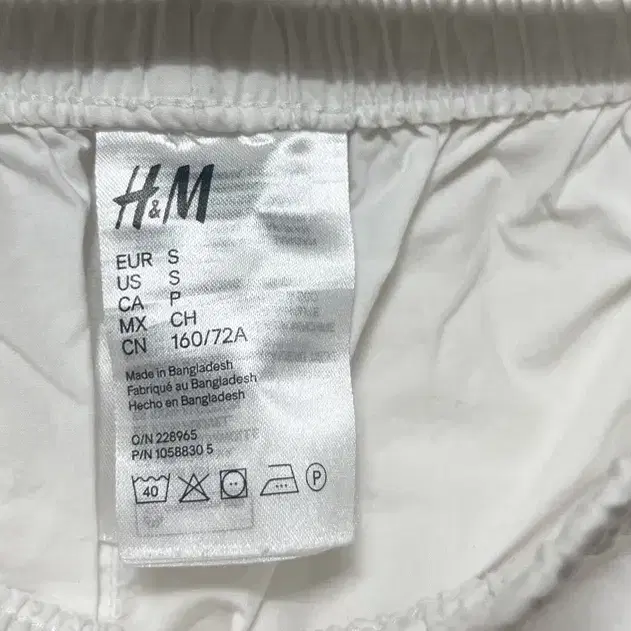 H&M
EUR S
US S
CA P
MX CH
CN 160/72A
Made in Bangladesh
Fabriqué au Bangladesh
Hecho en Bangladesh
O/N 228965
P/N 1058830 5
40 P